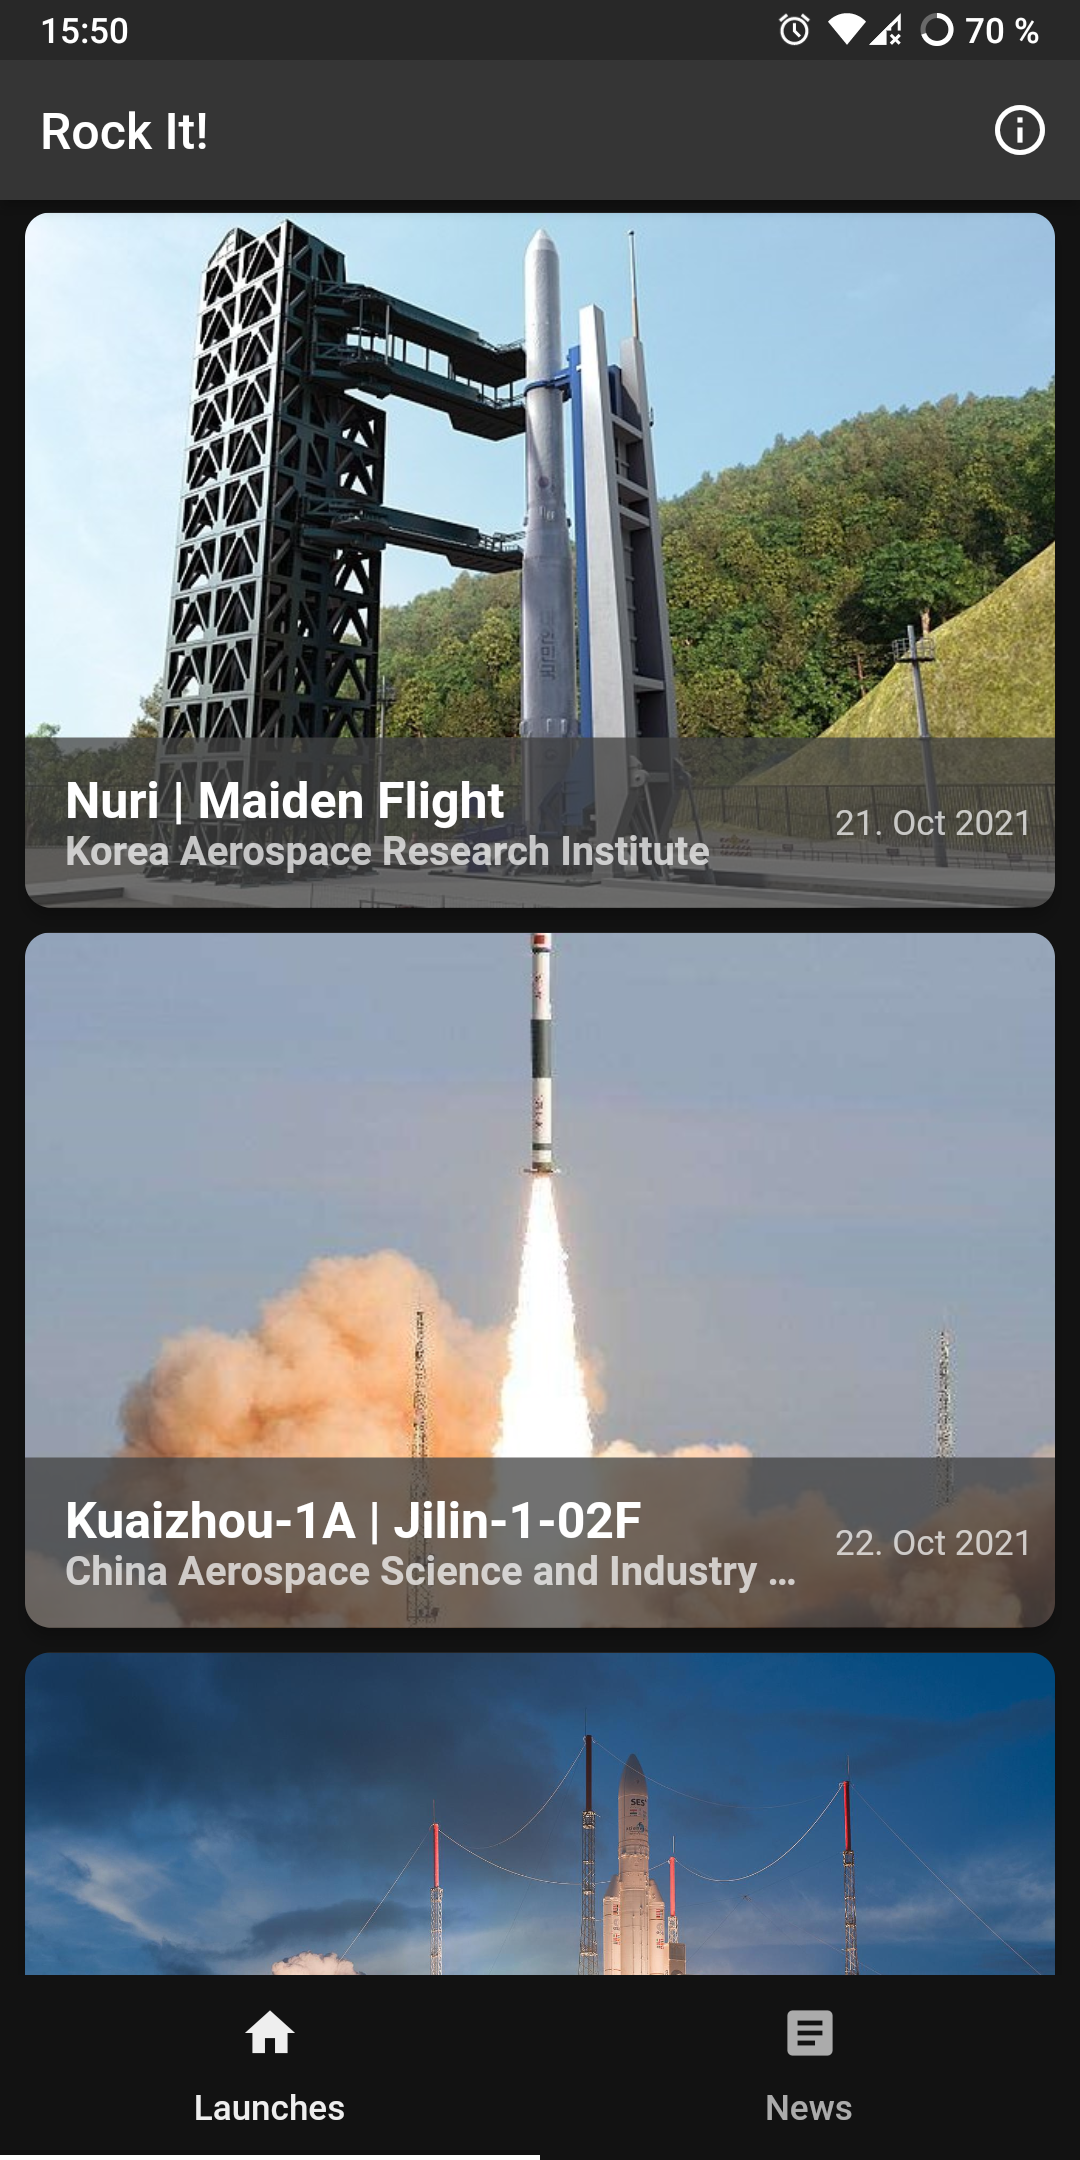 15:50
70 %
Rock It!
Nuri | Maiden Flight
Korea Aerospace Research Institute
21. Oct 2021
Kuaizhou-1A | Jilin-1-02F
China Aerospace Science and Industry ...
22. Oct 2021
SES
Launches
News